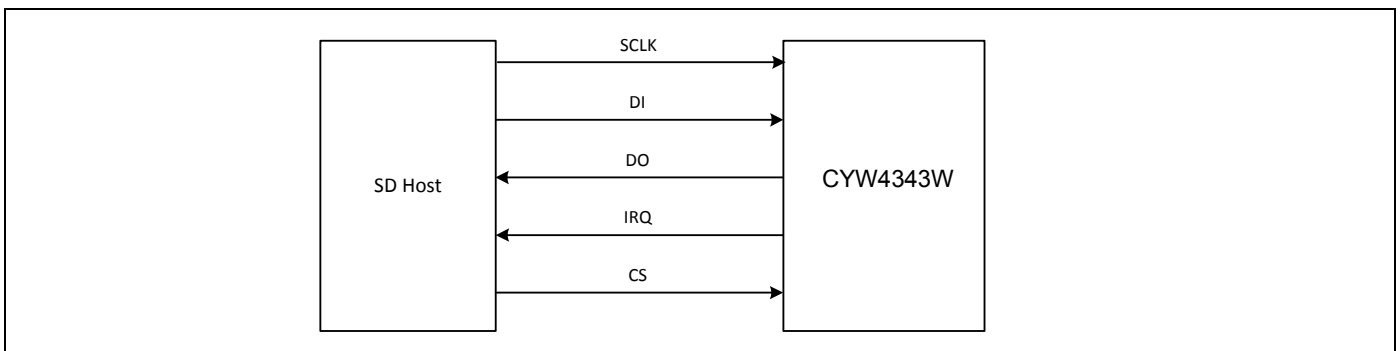 SCLK
DI
DO
SD Host
CYW4343W
IRQ
CS